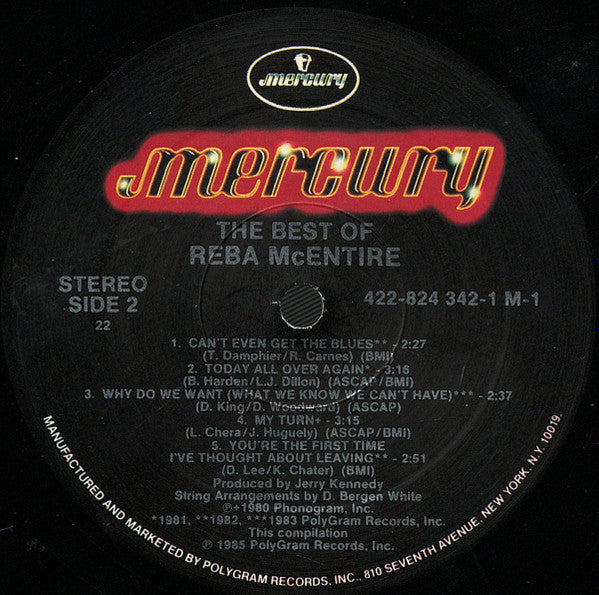 mercury
mercury
THE BEST OF
REBA McENTIRE
STEREO
SIDE 2
22
422-824 342-1 M-1
1. CAN'T EVEN GET THE BLUES** - 2:27
(T. Damphier/R. Carnes) (BMI)
2. TODAY ALL OVER AGAIN* - 3:16
(B. Harden/L.J. Dillon) (ASCAP/BMI)
3. WHY DO WE WANT (WHAT WE KNOW WE CAN'T HAVE)*** - 2:37
(D. King/D. Woodward) (ASCAP)
4. MY TURN+ - 3:15
(L. Chera/J. Huguely) (ASCAP/BMI)
5. YOU'RE THE FIRST TIME
I'VE THOUGHT ABOUT LEAVING** - 2:51
(D. Lee/K. Chater) (BMI)
Produced by Jerry Kennedy
String Arrangements by D. Bergen White
℗+1980 Phonogram, Inc.
*1981, **1982, ***1983 PolyGram Records, Inc.
This compilation
℗ 1985 PolyGram Records, Inc.
MANUFACTURED AND MARKETED BY POLYGRAM RECORDS, INC., 810 SEVENTH AVENUE, NEW YORK, N.Y. 10019.